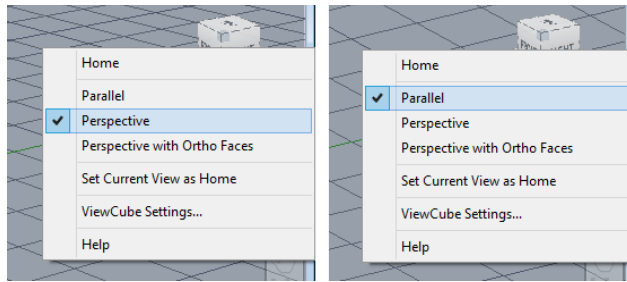 Home
Parallel
Perspective
Perspective with Ortho Faces
Set Current View as Home
ViewCube Settings...
Help
Home
Parallel
Perspective
Perspective with Ortho Faces
Set Current View as Home
ViewCube Settings...
Help